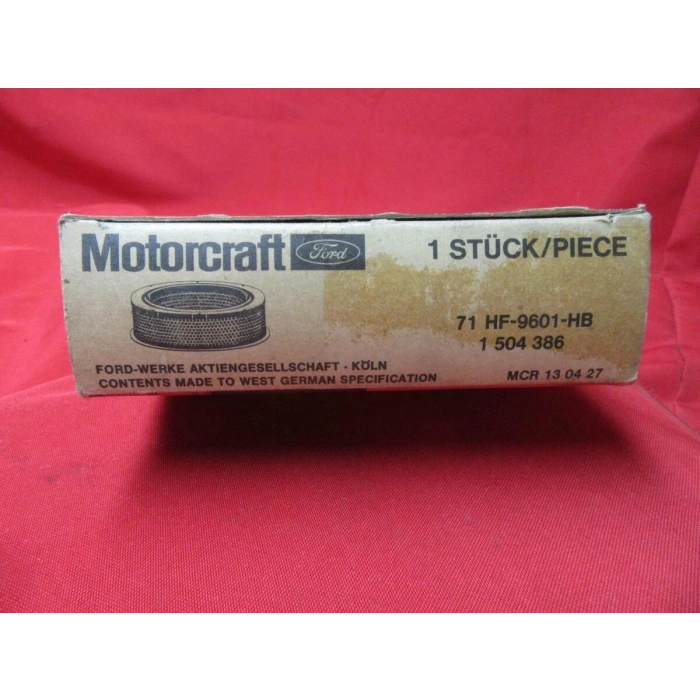 Motorcraft Ford 1 STÜCK/PIECE
71 HF-9601-HB
1 504 386
FORD-WERKE AKTIENGESELLSCHAFT - KÖLN
CONTENTS MADE TO WEST GERMAN SPECIFICATION MCR 13 04 27